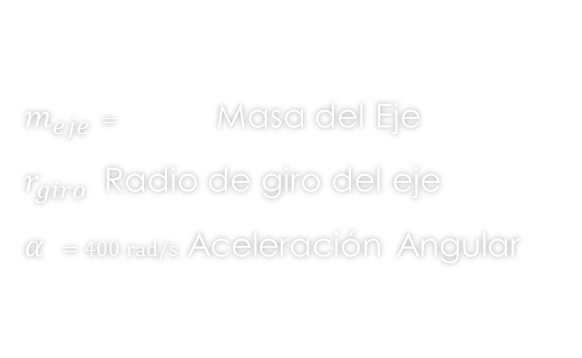 m_eje = Masa del Eje
r_giro Radio de giro del eje
α = 400 rad/s Aceleración Angular